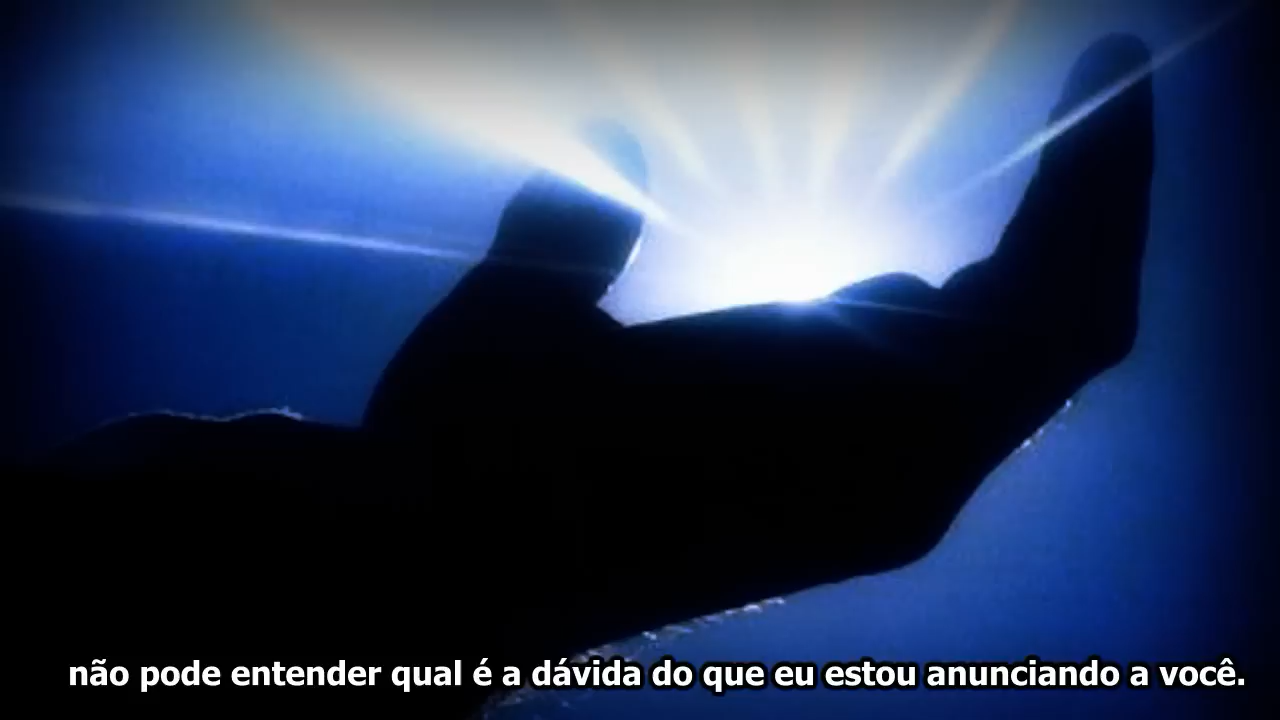 não pode entender qual é a dávida do que eu estou anunciando a você.